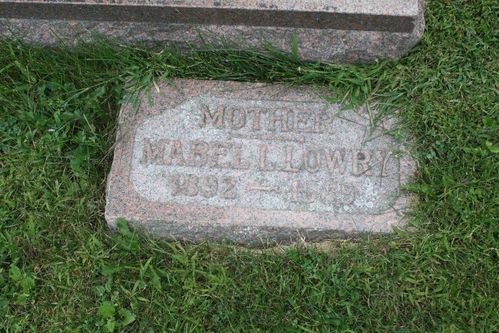 MOTHER
MABEL I. LOWRY
1892 —